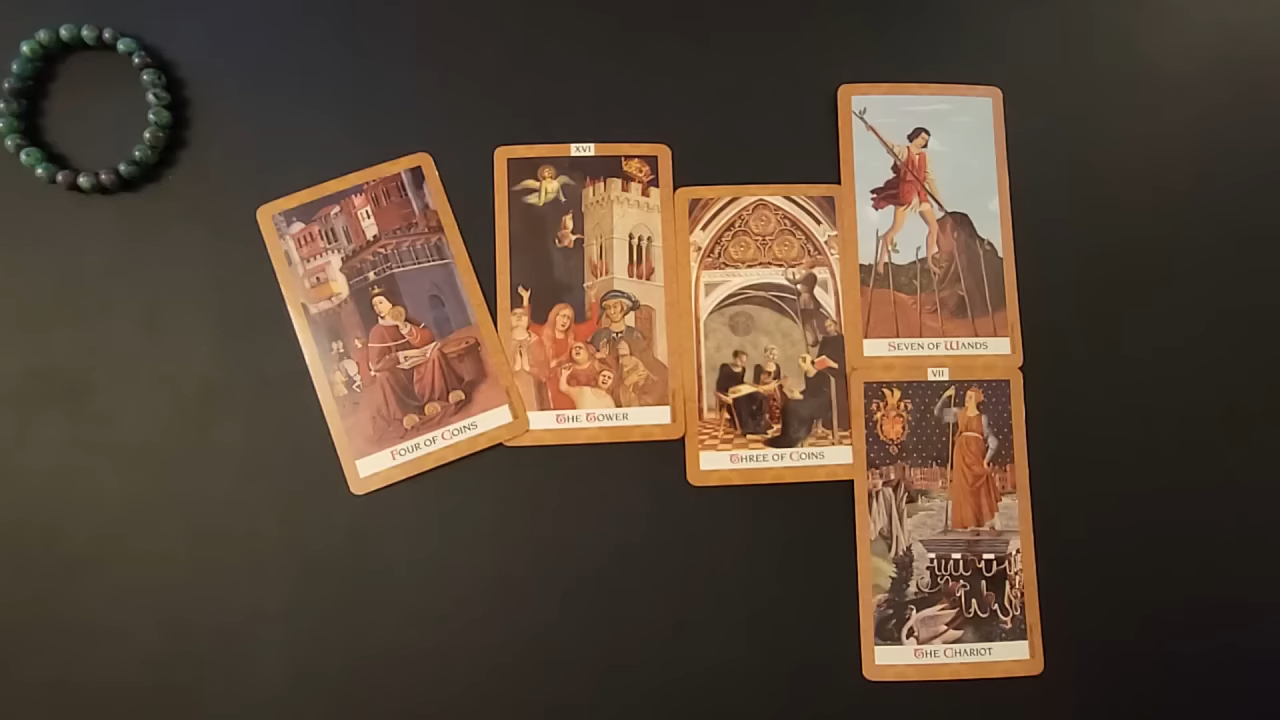 FOUR OF COINS
XVI
THE TOWER
THREE OF COINS
SEVEN OF WANDS
VII
THE CHARIOT